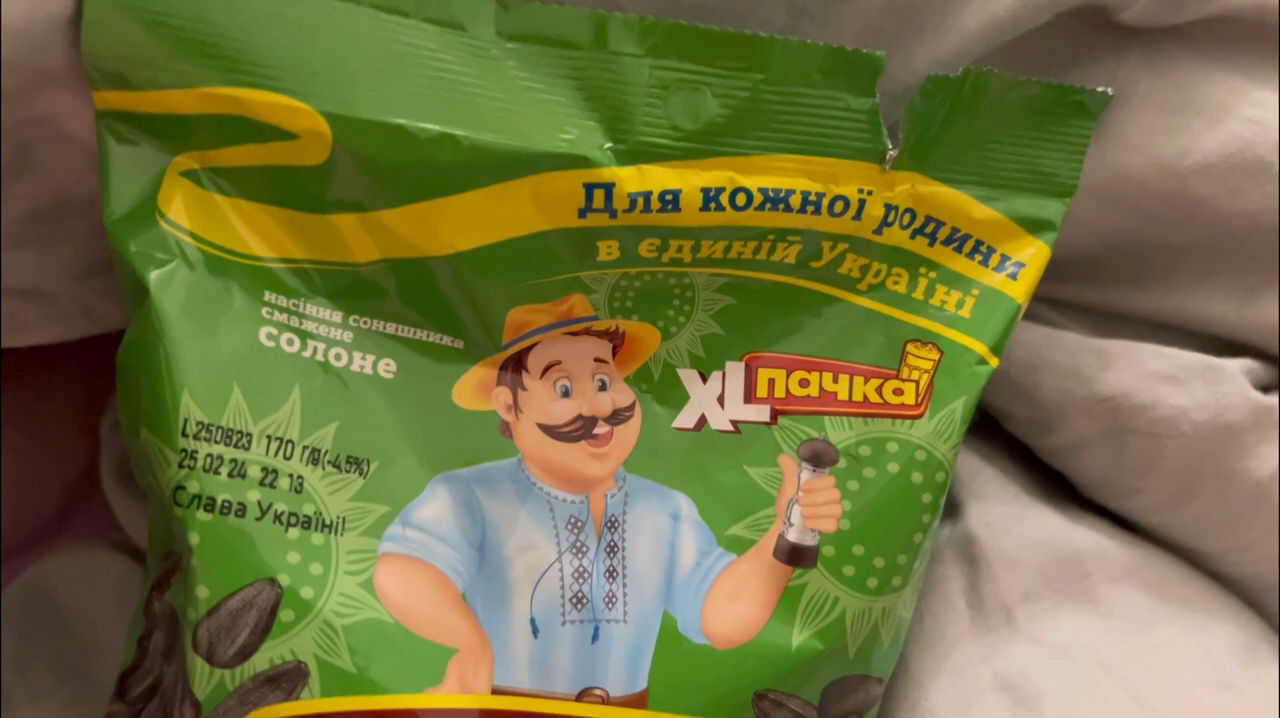 Для кожної родини
в єдиній Україні
насіння соняшника
смажене
солоне
XL пачка
L250823 170 г/g(-4,5%)
25 02 24 22 13
Слава Україні!